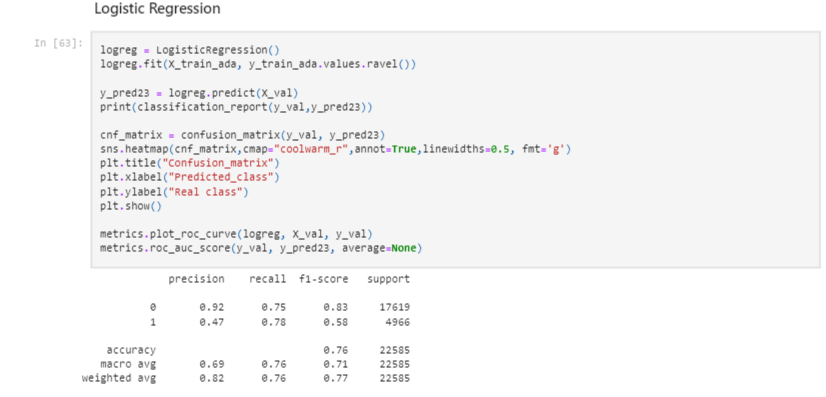 Logistic Regression
In [63]:
logreg = LogisticRegression()
logreg.fit(X_train_ada, y_train_ada.values.ravel())
y_pred23 = logreg.predict(X_val)
print(classification_report(y_val,y_pred23))
cnf_matrix = confusion_matrix(y_val, y_pred23)
sns.heatmap(cnf_matrix,cmap="coolwarm_r",annot=True,linewidths=0.5, fmt='g')
plt.title("Confusion_matrix")
plt.xlabel("Predicted_class")
plt.ylabel("Real class")
plt.show()
metrics.plot_roc_curve(logreg, X_val, y_val)
metrics.roc_auc_score(y_val, y_pred23, average=None)
precision recall f1-score support
0 0.92 0.75 0.83 17619
1 0.47 0.78 0.58 4966
accuracy 0.76 22585
macro avg 0.69 0.76 0.71 22585
weighted avg 0.82 0.76 0.77 22585